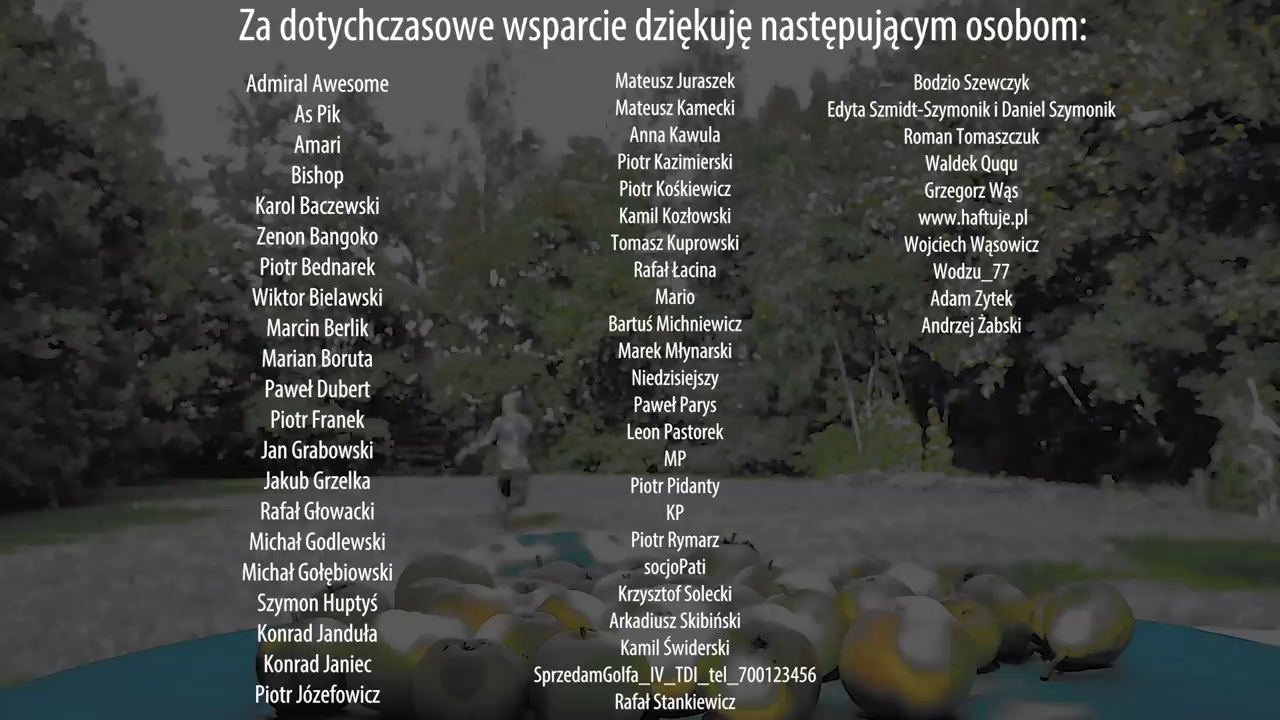 Za dotychczasowe wsparcie dziękuję następującym osobom:
Admiral Awesome
As Pik
Amari
Bishop
Karol Baczewski
Zenon Bangoko
Piotr Bednarek
Wiktor Bielawski
Marcin Berlik
Marian Boruta
Paweł Dubert
Piotr Franek
Jan Grabowski
Jakub Grzelka
Rafał Głowacki
Michał Godlewski
Michał Gołębiowski
Szymon Huptyś
Konrad Janduła
Konrad Janiec
Piotr Józefowicz
Mateusz Juraszek
Mateusz Kamecki
Anna Kawula
Piotr Kazimierski
Piotr Kośkiewicz
Kamil Kozłowski
Tomasz Kuprowski
Rafał Łacina
Mario
Bartuś Michniewicz
Marek Młynarski
Niedzisiejszy
Paweł Parys
Leon Pastorek
MP
Piotr Pidanty
KP
Piotr Rymarz
socjoPati
Krzysztof Solecki
Arkadiusz Skibiński
Kamil Świderski
SprzedamGolfa_IV_TDI_tel_700123456
Rafał Stankiewicz
Bodzio Szewczyk
Edyta Szmidt-Szymonik i Daniel Szymonik
Roman Tomaszczuk
Waldek Ququ
Grzegorz Wąs
www.haftuje.pl
Wojciech Wąsowicz
Wodzu_77
Adam Zytek
Andrzej Żabski